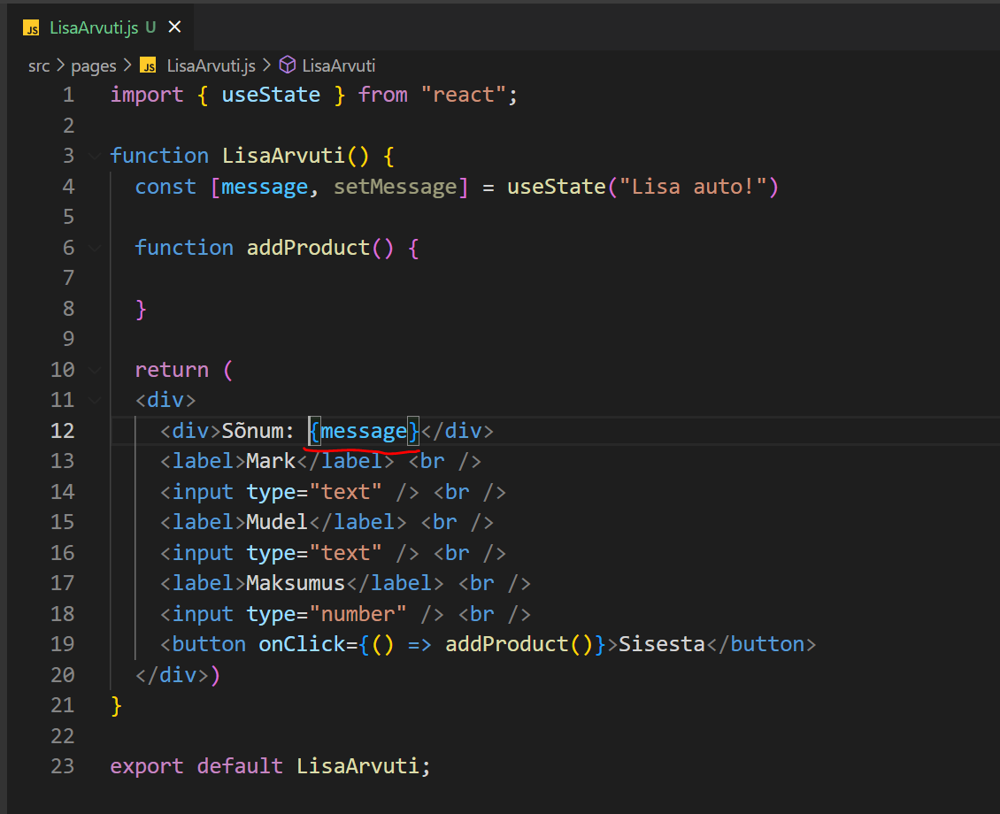 JS LisaArvuti.js U ×
src > pages > JS LisaArvuti.js > LisaArvuti
1 import { useState } from "react";
2
3 function LisaArvuti() {
4   const [message, setMessage] = useState("Lisa auto!")
5
6   function addProduct() {
7
8   }
9
10   return (
11   <div>
12     <div>Sõnum: {message}</div>
13     <label>Mark</label> <br />
14     <input type="text" /> <br />
15     <label>Mudel</label> <br />
16     <input type="text" /> <br />
17     <label>Maksumus</label> <br />
18     <input type="number" /> <br />
19     <button onClick={() => addProduct()}>Sisesta</button>
20   </div>)
21 }
22
23 export default LisaArvuti;